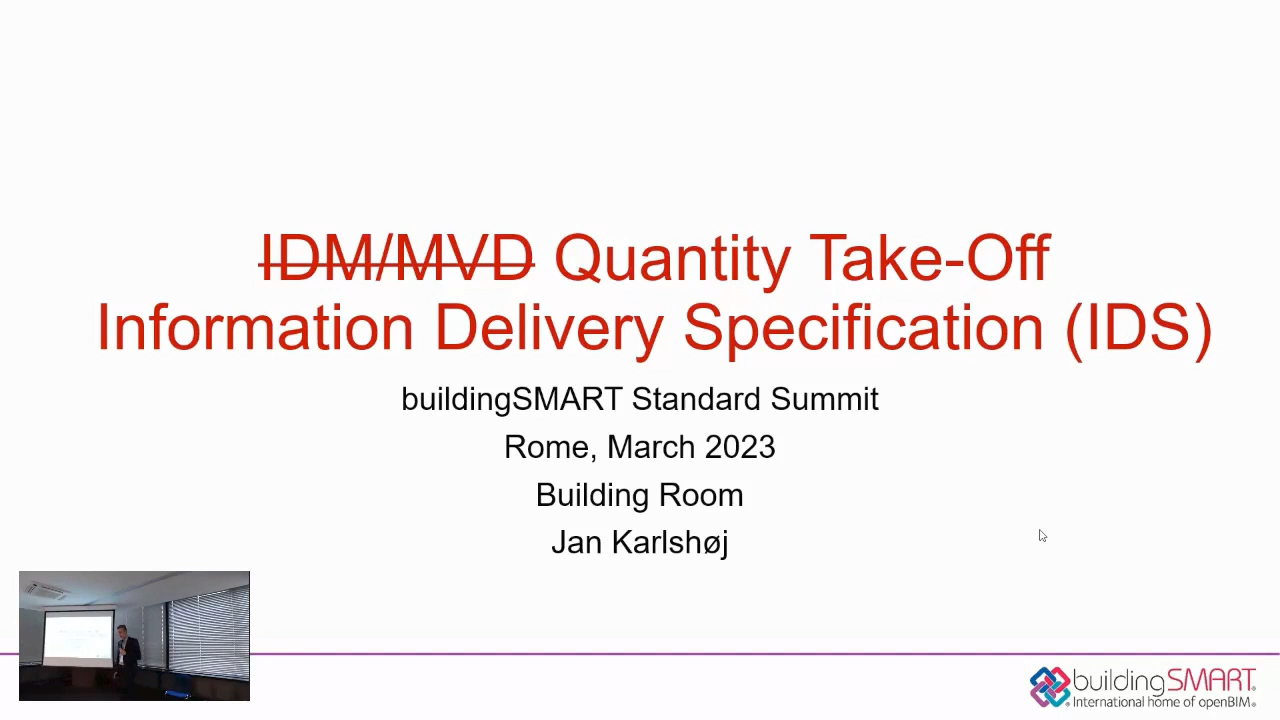 IDM/MVD Quantity Take-Off
Information Delivery Specification (IDS)
buildingSMART Standard Summit
Rome, March 2023
Building Room
Jan Karlshøj
buildingSMART®
International home of openBIM®